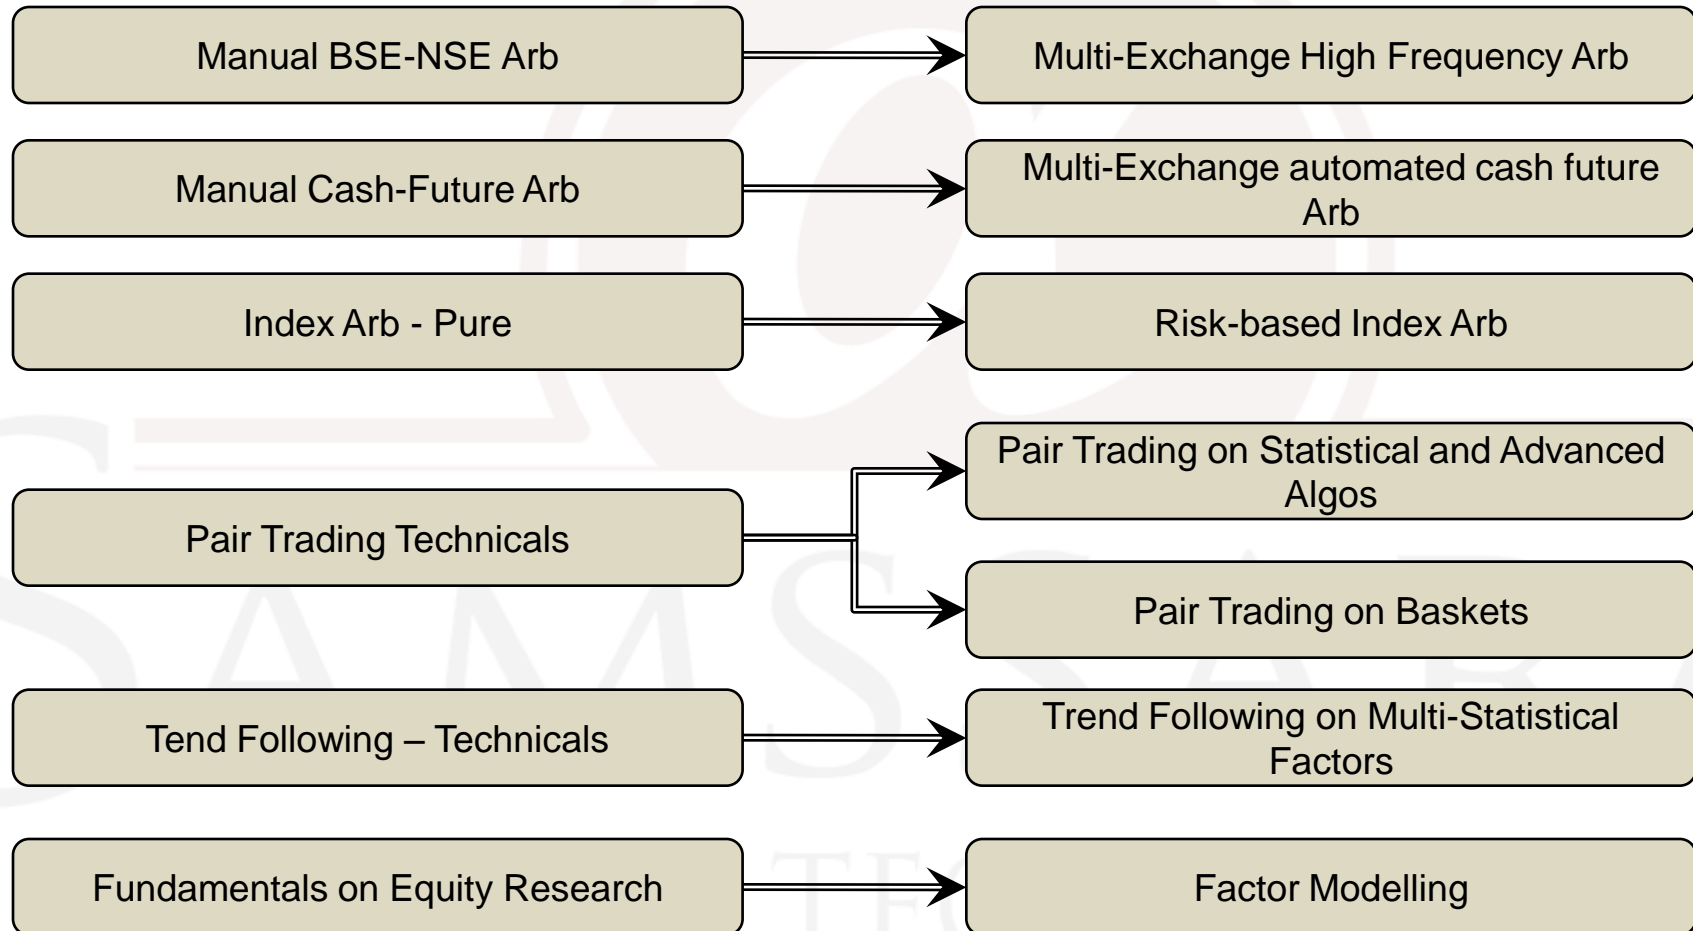 Manual BSE-NSE Arb
Multi-Exchange High Frequency Arb
Manual Cash-Future Arb
Multi-Exchange automated cash future
Arb
Index Arb - Pure
Risk-based Index Arb
Pair Trading Technicals
Pair Trading on Statistical and Advanced
Algos
Pair Trading on Baskets
Tend Following – Technicals
Trend Following on Multi-Statistical
Factors
Fundamentals on Equity Research
Factor Modelling